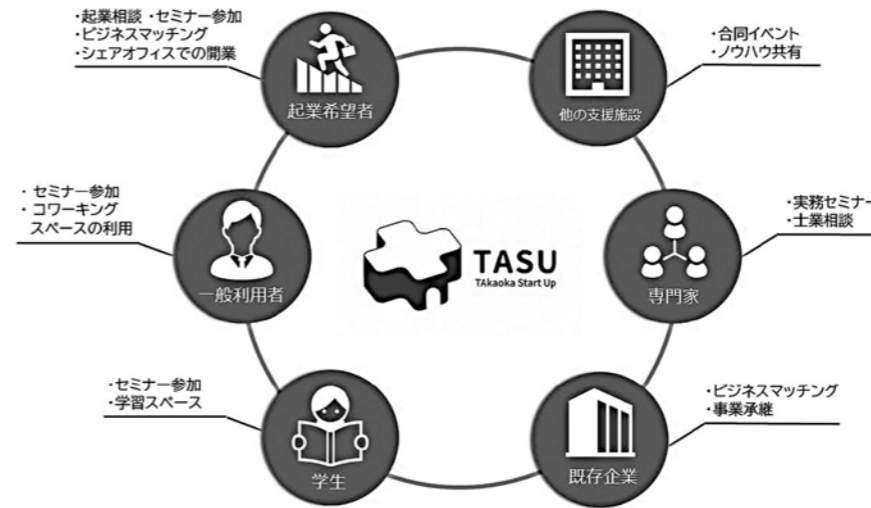 ・起業相談 ・セミナー参加
・ビジネスマッチング
・シェアオフィスでの開業
起業希望者
・合同イベント
・ノウハウ共有
他の支援施設
・ セミナー参加
・ コワーキング
スペースの利用
一般利用者
TASU
TAkaoka Start Up
・実務セミナー
・士業相談
専門家
・セミナー参加
・学習スペース
学生
・ビジネスマッチング
・事業承継
既存企業